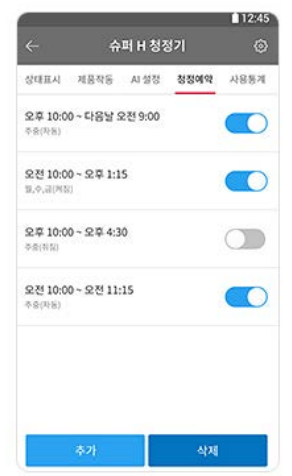 12:45
슈퍼 H 청정기
상태표시 제품작동 AI 설정 청정예약 사용통계
오후 10:00 ~ 다음날 오전 9:00
주중(자동)
오전 10:00 ~ 오후 1:15
월,수,금(켜짐)
오후 10:00 ~ 오후 4:30
주중(취침)
오전 10:00 ~ 오전 11:15
주중(자동)
추가 삭제